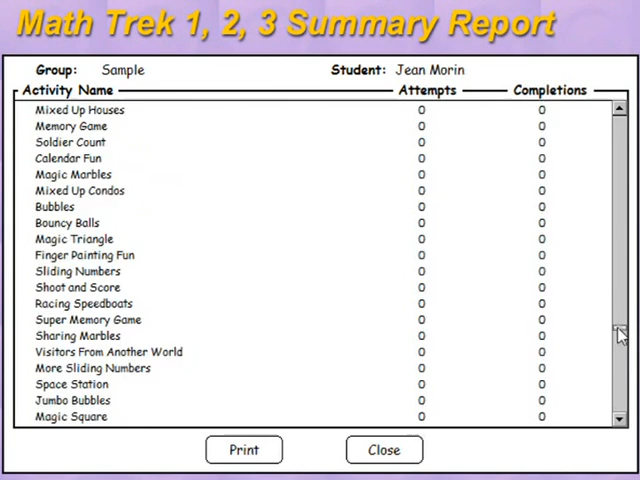 Math Trek 1, 2, 3 Summary Report
Group: Sample Student: Jean Morin
Activity Name Attempts Completions
Mixed Up Houses 0 0
Memory Game 0 0
Soldier Count 0 0
Calendar Fun 0 0
Magic Marbles 0 0
Mixed Up Condos 0 0
Bubbles 0 0
Bouncy Balls 0 0
Magic Triangle 0 0
Finger Painting Fun 0 0
Sliding Numbers 0 0
Shoot and Score 0 0
Racing Speedboats 0 0
Super Memory Game 0 0
Sharing Marbles 0 0
Visitors From Another World 0 0
More Sliding Numbers 0 0
Space Station 0 0
Jumbo Bubbles 0 0
Magic Square 0 0
Print Close